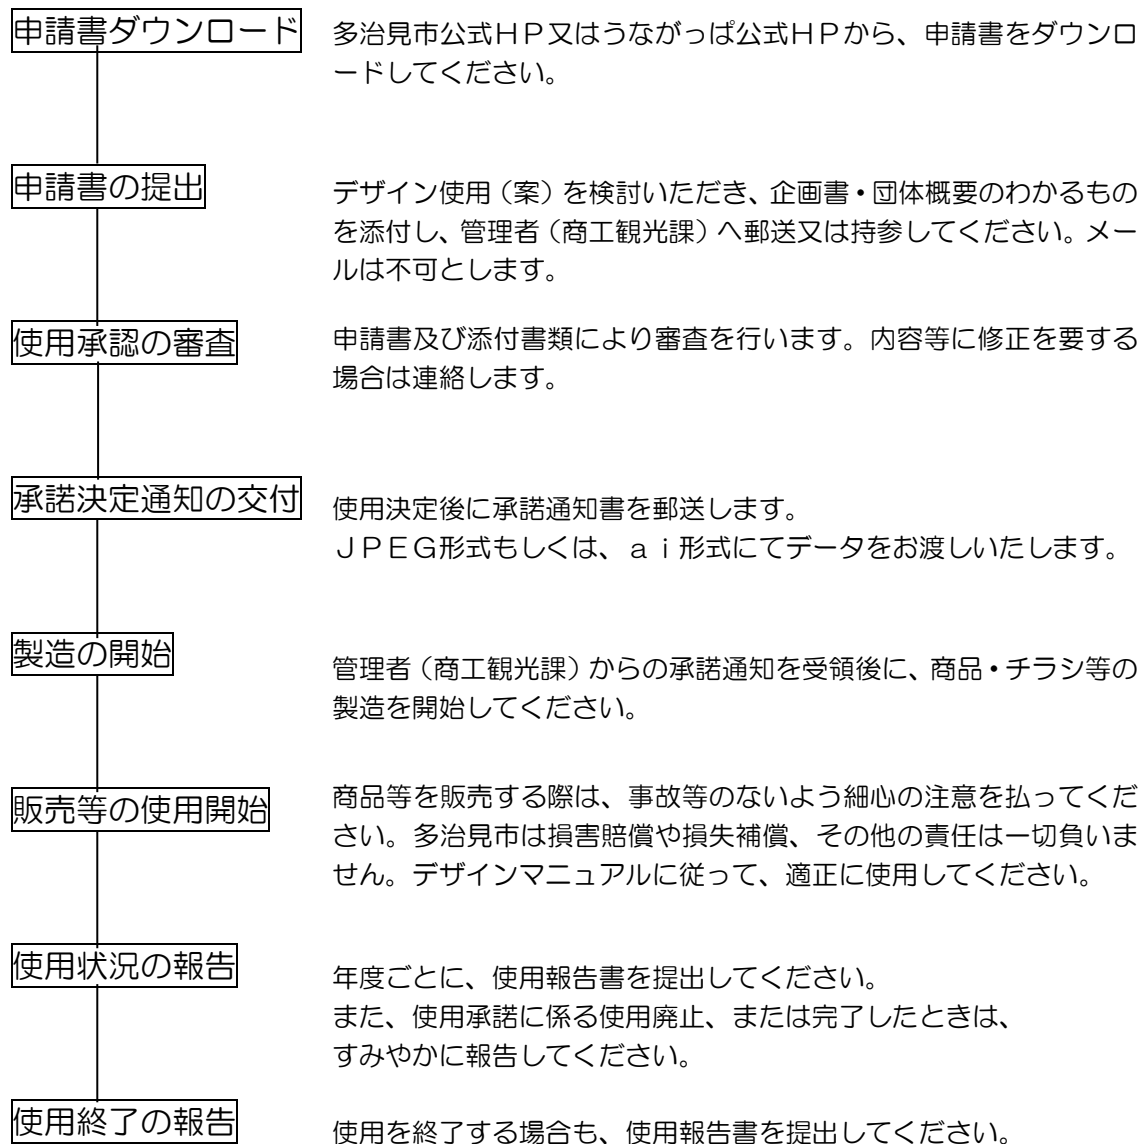 申請書ダウンロード
多治見市公式ＨＰ又はうながっぱ公式ＨＰから、申請書をダウンロ
ードしてください。
申請書の提出
デザイン使用（案）を検討いただき、企画書・団体概要のわかるもの
を添付し、管理者（商工観光課）へ郵送又は持参してください。メー
ルは不可とします。
使用承認の審査
申請書及び添付書類により審査を行います。内容等に修正を要する
場合は連絡します。
承諾決定通知の交付
使用決定後に承諾通知書を郵送します。
ＪＰＥＧ形式もしくは、ａｉ形式にてデータをお渡しいたします。
製造の開始
管理者（商工観光課）からの承諾通知を受領後に、商品・チラシ等の
製造を開始してください。
販売等の使用開始
商品等を販売する際は、事故等のないよう細心の注意を払ってくだ
さい。多治見市は損害賠償や損失補償、その他の責任は一切負いま
せん。デザインマニュアルに従って、適正に使用してください。
使用状況の報告
年度ごとに、使用報告書を提出してください。
また、使用承諾に係る使用廃止、または完了したときは、
すみやかに報告してください。
使用終了の報告
使用を終了する場合も、使用報告書を提出してください。